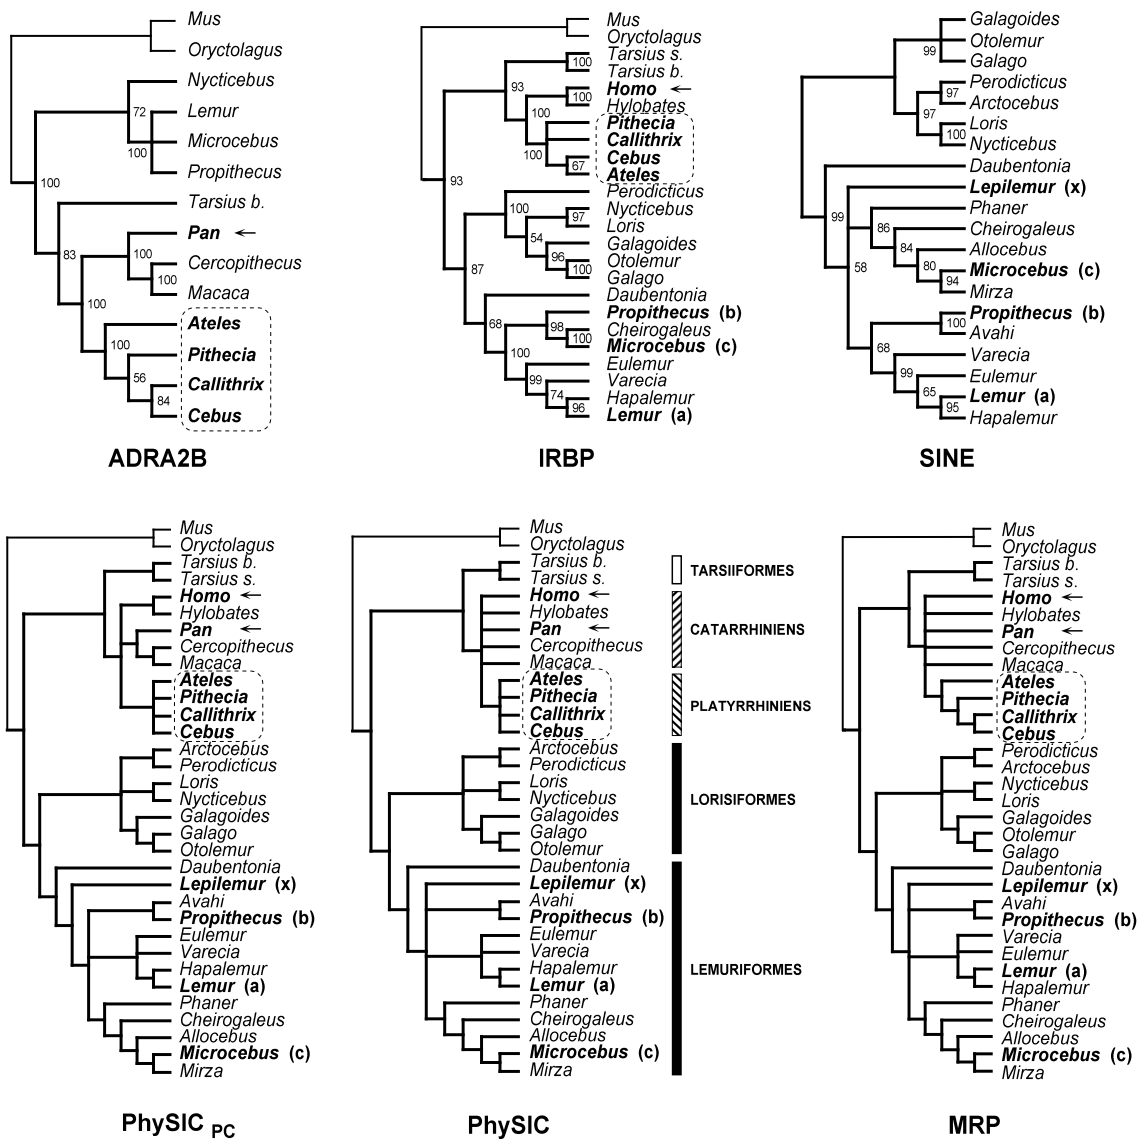 Mus
Oryctolagus
Nycticebus
72
Lemur
Microcebus
100
Propithecus
100
Tarsius b.
83
Pan
100
Cercopithecus
100
Macaca
100
Ateles
100
Pithecia
56
Callithrix
84
Cebus
ADRA2B
Mus
Oryctolagus
Tarsius s.
100
Tarsius b.
93
Homo
100
Hylobates
100
Pithecia
Callithrix
100
Cebus
67
Ateles
93
Perodicticus
100
Nycticebus
97
Loris
54
Galagoides
96
Otolemur
100
Galago
87
Daubentonia
68
Propithecus (b)
98
Cheirogaleus
100
Microcebus (c)
100
Eulemur
99
Varecia
74
Hapalemur
96
Lemur (a)
IRBP
Galagoides
Otolemur
99
Galago
Perodicticus
97
Arctocebus
97
Loris
100
Nycticebus
Daubentonia
Lepilemur (x)
99
Phaner
86
Cheirogaleus
84
Allocebus
80
Microcebus (c)
94
Mirza
58
Propithecus (b)
100
Avahi
68
Varecia
99
Eulemur
65
Lemur (a)
95
Hapalemur
SINE
Mus
Oryctolagus
Tarsius b.
Tarsius s.
Homo
Hylobates
Pan
Cercopithecus
Macaca
Ateles
Pithecia
Callithrix
Cebus
Arctocebus
Perodicticus
Loris
Nycticebus
Galagoides
Galago
Otolemur
Daubentonia
Lepilemur (x)
Avahi
Propithecus (b)
Eulemur
Varecia
Hapalemur
Lemur (a)
Phaner
Cheirogaleus
Allocebus
Microcebus (c)
Mirza
PhySIC PC
Mus
Oryctolagus
Tarsius b.
Tarsius s.
Homo
Hylobates
Pan
Cercopithecus
Macaca
Ateles
Pithecia
Callithrix
Cebus
Arctocebus
Perodicticus
Loris
Nycticebus
Galagoides
Galago
Otolemur
Daubentonia
Lepilemur (x)
Avahi
Propithecus (b)
Eulemur
Varecia
Hapalemur
Lemur (a)
Phaner
Cheirogaleus
Allocebus
Microcebus (c)
Mirza
PhySIC
TARSIIFORMES
CATARRHINIENS
PLATYRRHINIENS
LORISIFORMES
LEMURIFORMES
Mus
Oryctolagus
Tarsius b.
Tarsius s.
Homo
Hylobates
Pan
Cercopithecus
Macaca
Ateles
Pithecia
Callithrix
Cebus
Perodicticus
Arctocebus
Nycticebus
Loris
Galagoides
Otolemur
Galago
Daubentonia
Lepilemur (x)
Avahi
Propithecus (b)
Varecia
Eulemur
Lemur (a)
Hapalemur
Phaner
Cheirogaleus
Allocebus
Microcebus (c)
Mirza
MRP